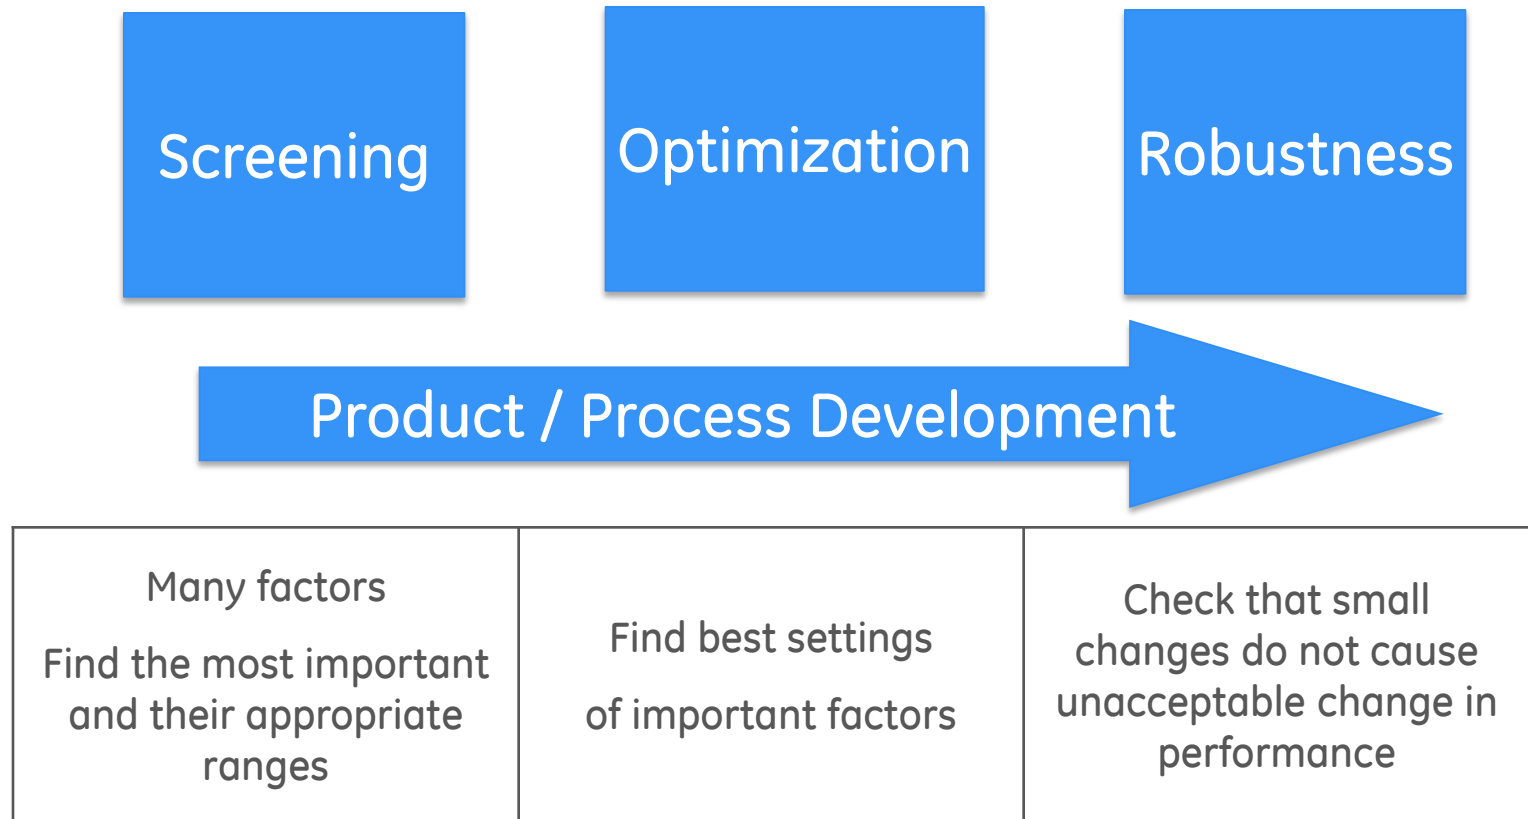 Screening
Optimization
Robustness
Product / Process Development
Many factors
Find the most important
and their appropriate
ranges
Find best settings
of important factors
Check that small
changes do not cause
unacceptable change in
performance